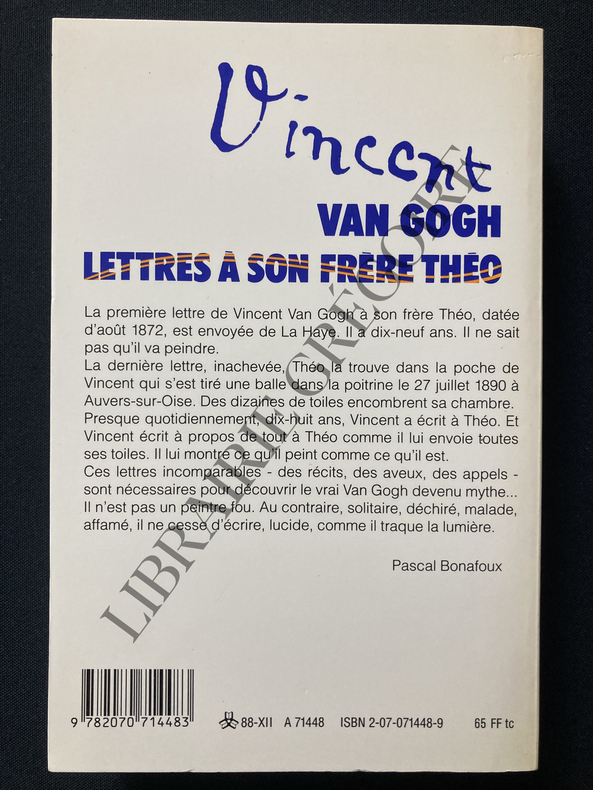 Vincent
VAN GOGH
LETTRES À SON FRÈRE THÉO
La première lettre de Vincent Van Gogh à son frère Théo, datée
d'août 1872, est envoyée de La Haye. Il a dix-neuf ans. Il ne sait
pas qu'il va peindre.
La dernière lettre, inachevée, Théo la trouve dans la poche de
Vincent qui s'est tiré une balle dans la poitrine le 27 juillet 1890 à
Auvers-sur-Oise. Des dizaines de toiles encombrent sa chambre.
Presque quotidiennement, dix-huit ans, Vincent a écrit à Théo. Et
Vincent écrit à propos de tout à Théo comme il lui envoie toutes
ses toiles. Il lui montre ce qu'il peint comme ce qu'il est.
Ces lettres incomparables - des récits, des aveux, des appels -
sont nécessaires pour découvrir le vrai Van Gogh devenu mythe...
Il n'est pas un peintre fou. Au contraire, solitaire, déchiré, malade,
affamé, il ne cesse d'écrire, lucide, comme il traque la lumière.
Pascal Bonafoux
LIBRAIRIE GRÉGOIRE
9 782070 714483
88-XII A 71448 ISBN 2-07-071448-9 65 FF tc